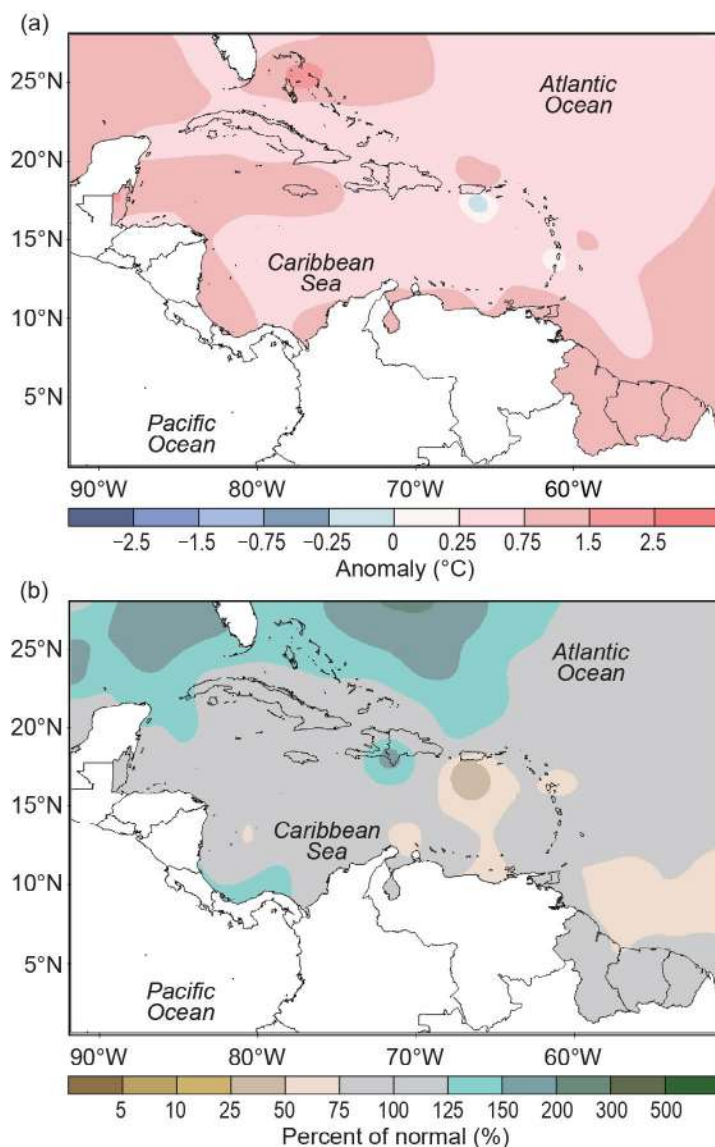 (a)
25°N
Atlantic
Ocean
20°N
15°N
Caribbean
Sea
10°N
5°N
Pacific
Ocean
90°W 80°W 70°W 60°W
−2.5 −1.5 −0.75 −0.25 0 0.25 0.75 1.5 2.5
Anomaly (°C)
(b)
25°N
Atlantic
Ocean
20°N
15°N
Caribbean
Sea
10°N
5°N
Pacific
Ocean
90°W 80°W 70°W 60°W
5 10 25 50 75 100 125 150 200 300 500
Percent of normal (%)